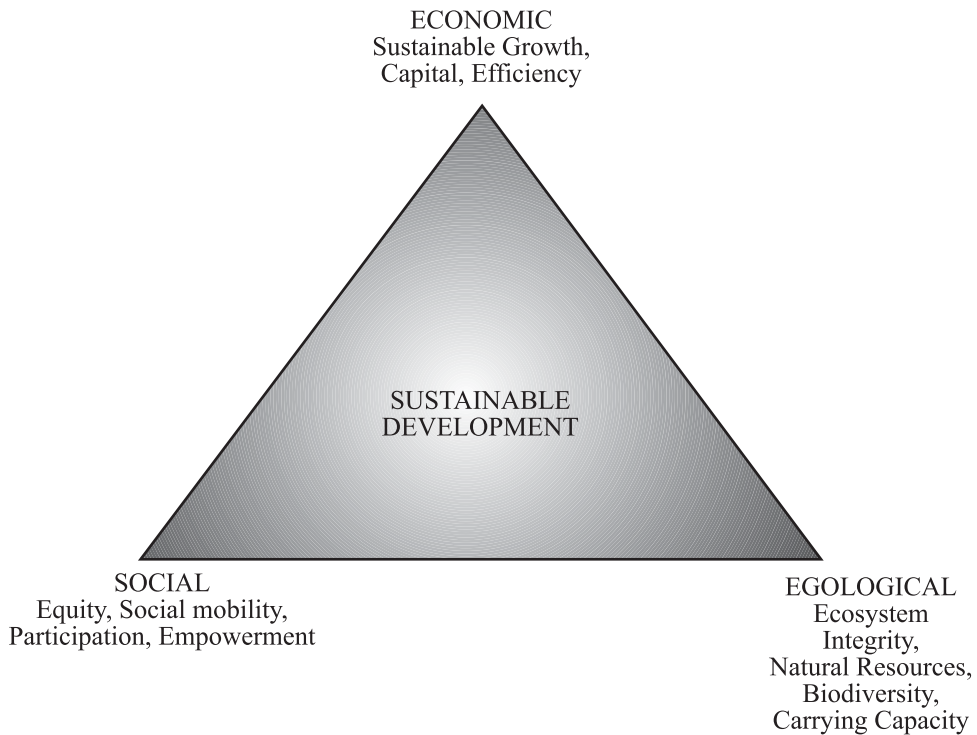 ECONOMIC
Sustainable Growth,
Capital, Efficiency
SUSTAINABLE
DEVELOPMENT
SOCIAL
Equity, Social mobility,
Participation, Empowerment
EGOLOGICAL
Ecosystem
Integrity,
Natural Resources,
Biodiversity,
Carrying Capacity